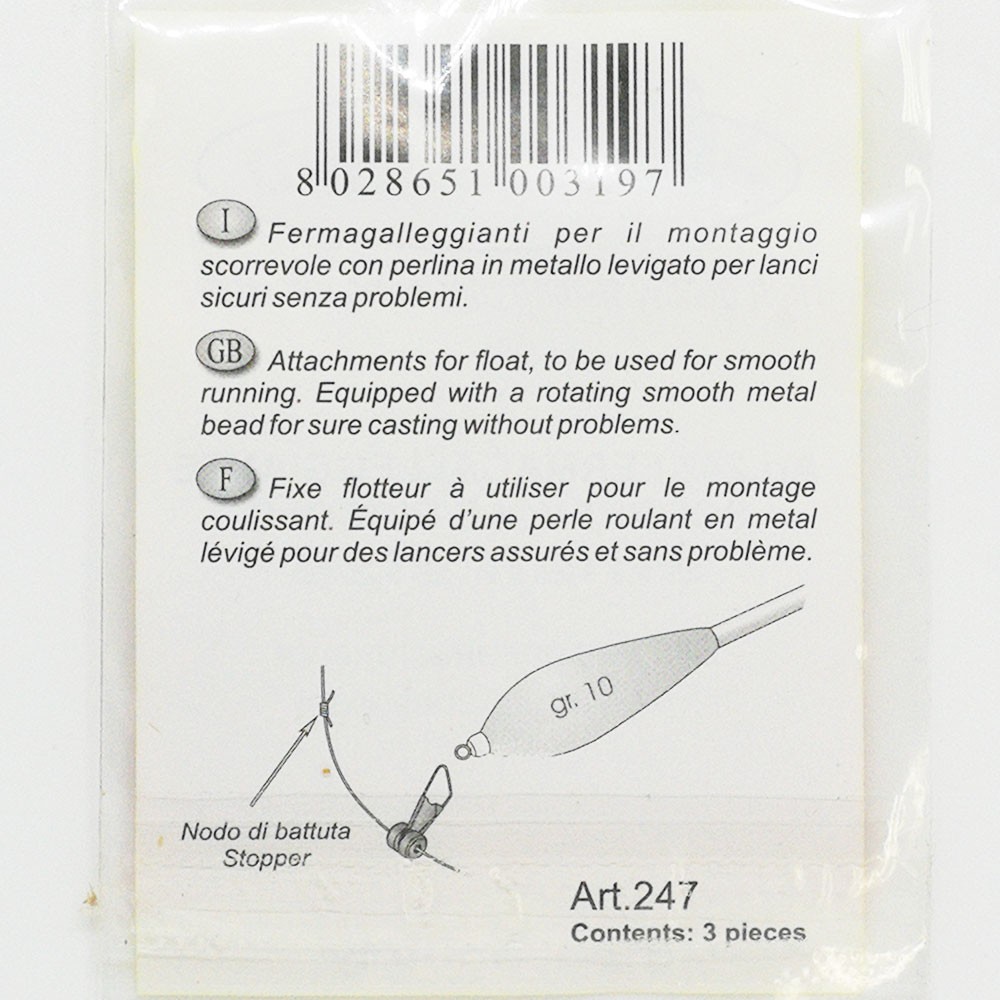 8 028651 003197
I Fermagalleggianti per il montaggio
scorrevole con perlina in metallo levigato per lanci
sicuri senza problemi.
GB Attachments for float, to be used for smooth
running. Equipped with a rotating smooth metal
bead for sure casting without problems.
F Fixe flotteur à utiliser pour le montage
coulissant. Équipé d'une perle roulant en metal
lévigé pour des lancers assurés et sans problème.
gr. 10
Nodo di battuta
Stopper
Art.247
Contents: 3 pieces